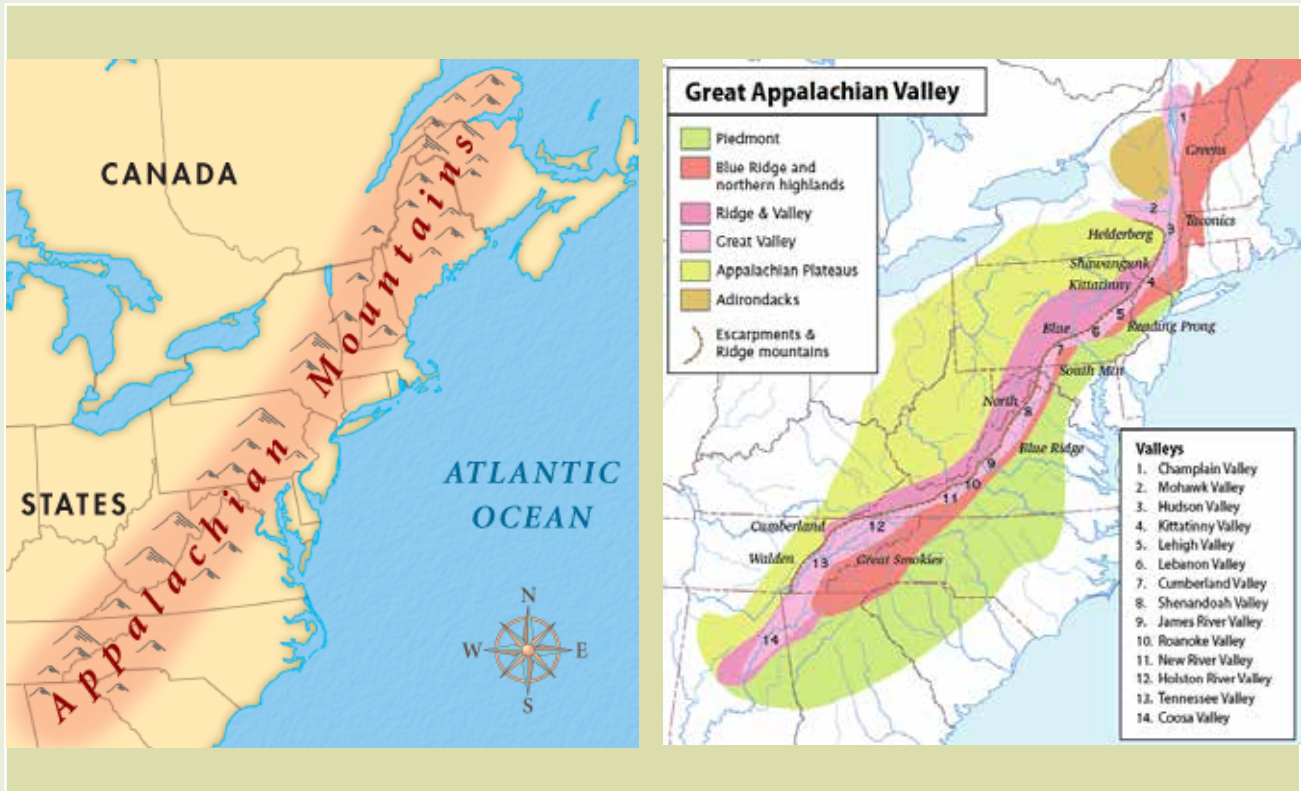 CANADA
STATES
Appalachian Mountains
ATLANTIC
OCEAN
N
W
E
S
Great Appalachian Valley
Piedmont
Blue Ridge and
northern highlands
Ridge & Valley
Great Valley
Appalachian Plateaus
Adirondacks
Escarpments &
Ridge mountains
1
Greens
2
3
Taconics
Helderberg
Shawangunk
Kittatinny
4
5
Reading Prong
Blue
6
7
South Mtn
North
8
Blue Ridge
9
10
11
Cumberland
12
Walden
13
Great Smokies
14
Valleys
1. Champlain Valley
2. Mohawk Valley
3. Hudson Valley
4. Kittatinny Valley
5. Lehigh Valley
6. Lebanon Valley
7. Cumberland Valley
8. Shenandoah Valley
9. James River Valley
10. Roanoke Valley
11. New River Valley
12. Holston River Valley
13. Tennessee Valley
14. Coosa Valley